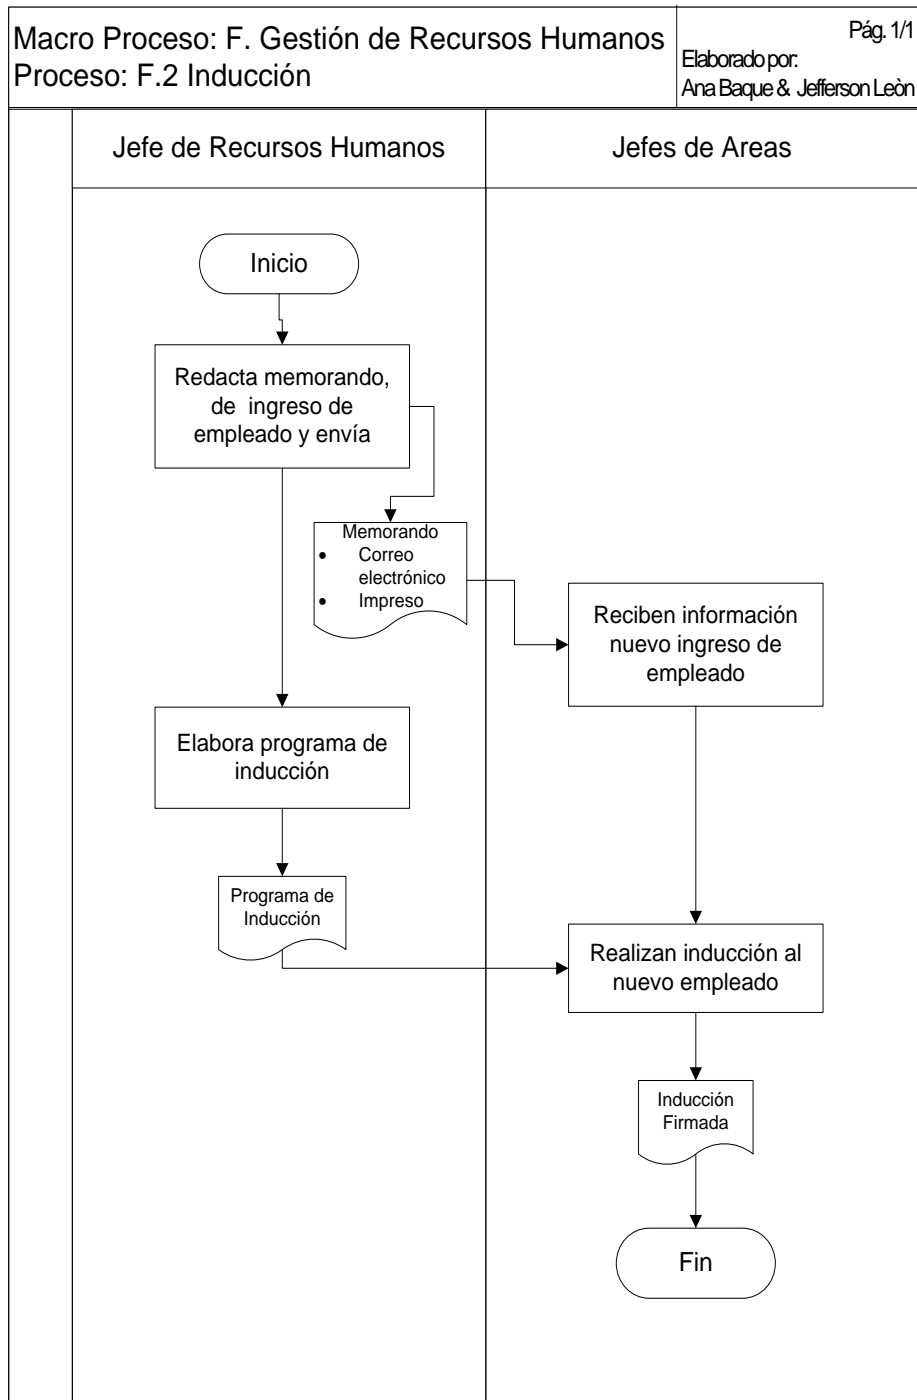 Macro Proceso: F. Gestión de Recursos Humanos
Proceso: F.2 Inducción
Pág. 1/1
Elaborado por:
Ana Baque & Jefferson Leòn
Jefe de Recursos Humanos
Jefes de Areas
Inicio
Redacta memorando,
de ingreso de
empleado y envía
Memorando
• Correo
electrónico
• Impreso
Reciben información
nuevo ingreso de
empleado
Elabora programa de
inducción
Programa de
Inducción
Realizan inducción al
nuevo empleado
Inducción
Firmada
Fin